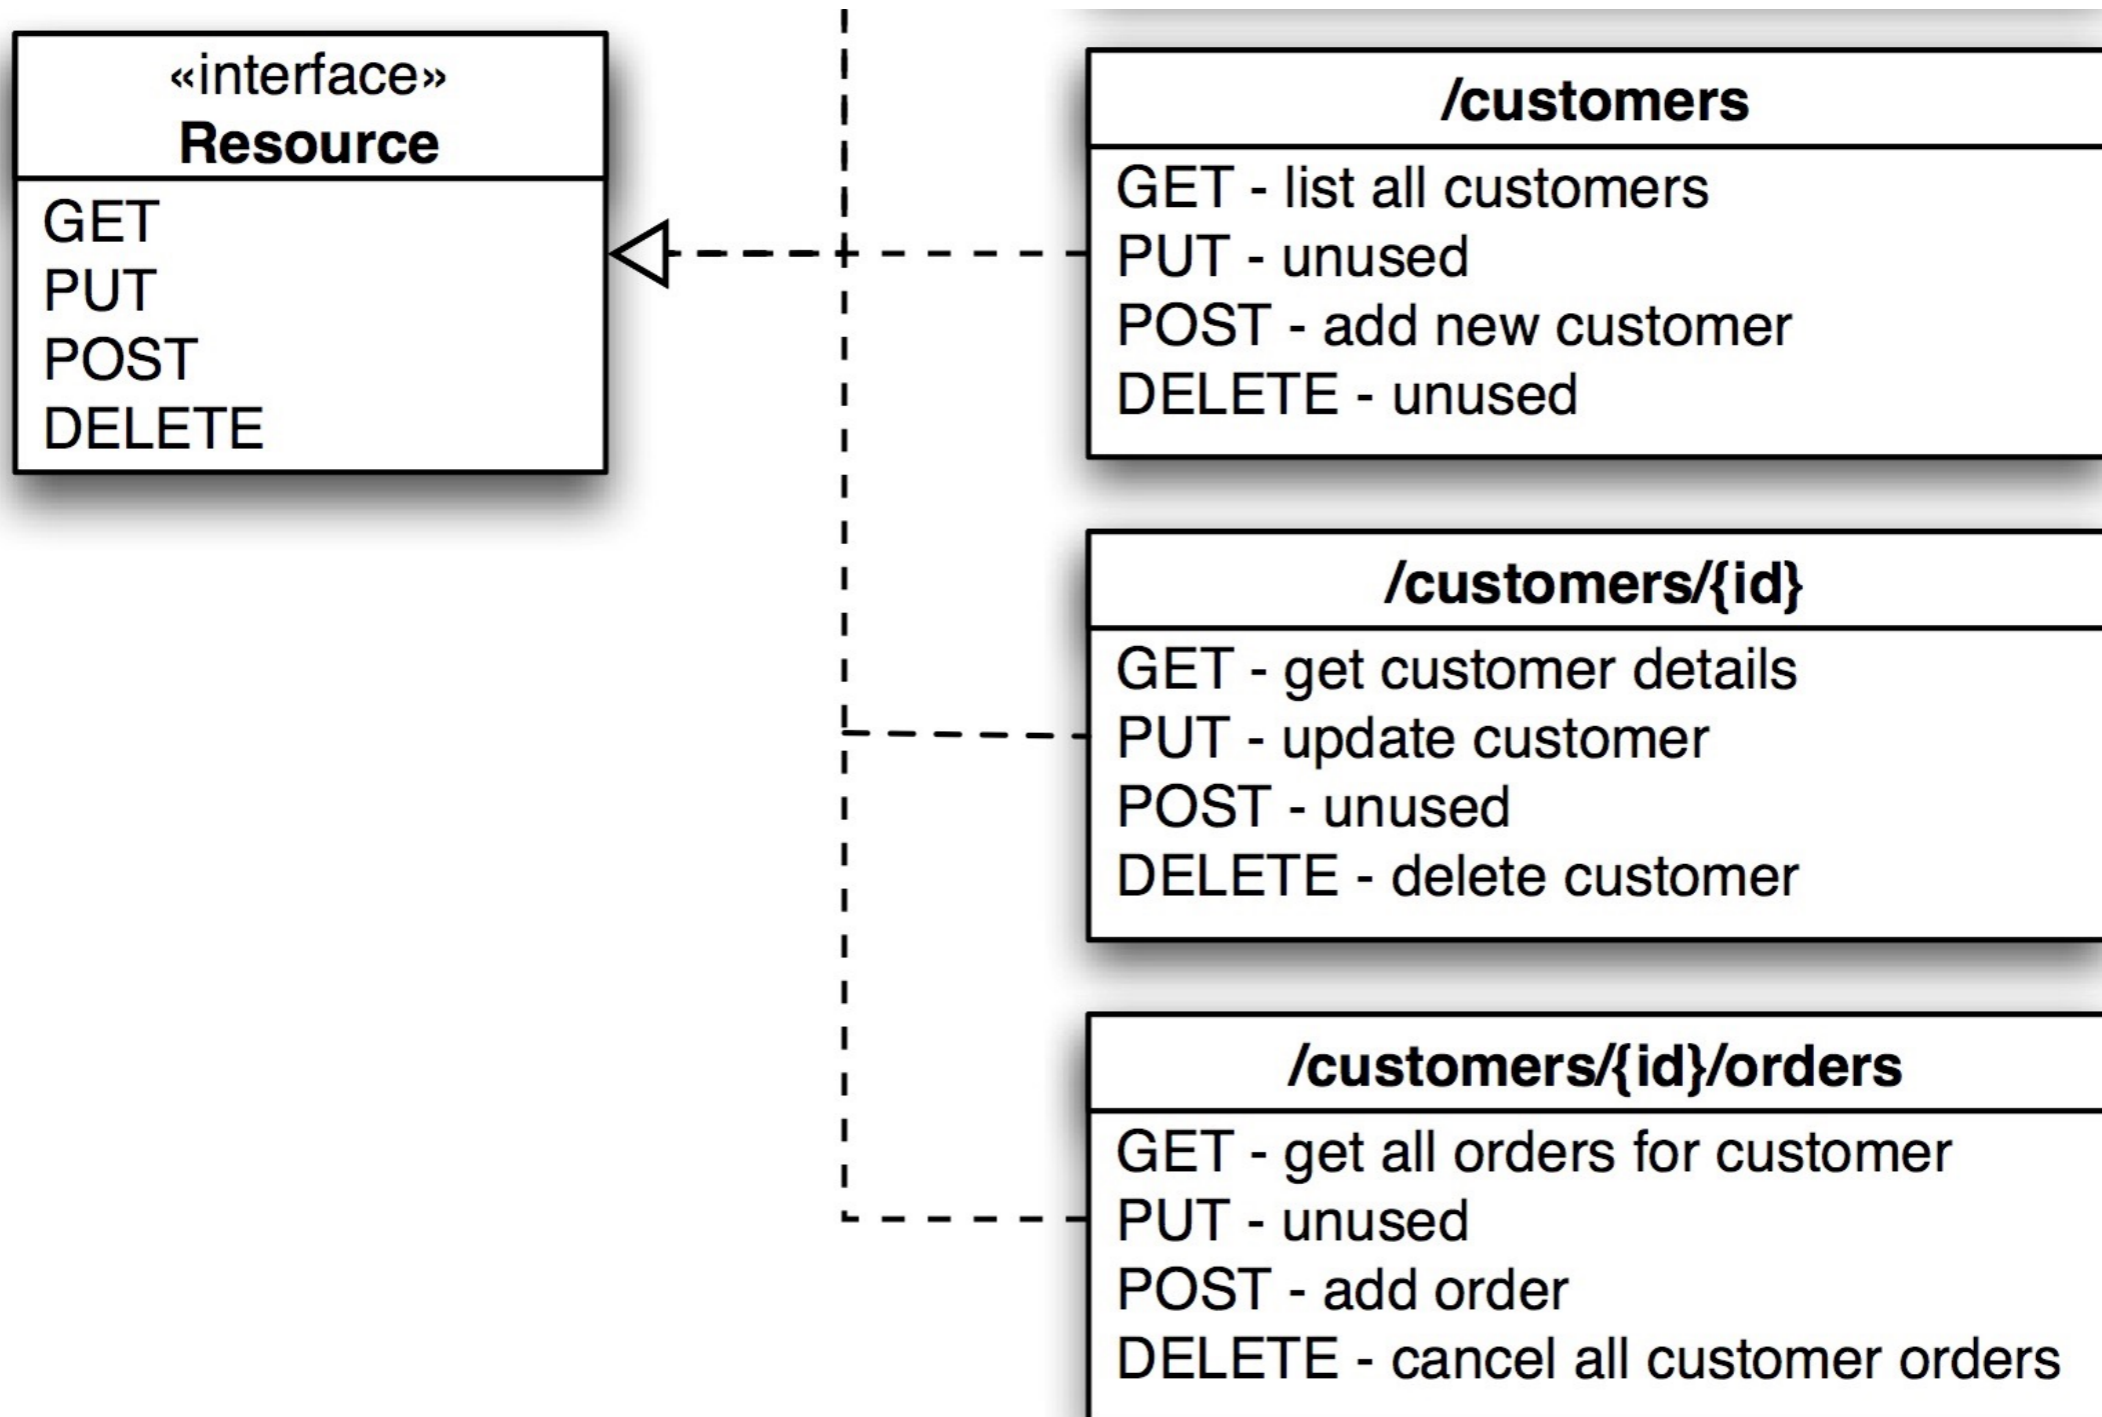 «interface»
Resource
GET
PUT
POST
DELETE
/customers
GET - list all customers
PUT - unused
POST - add new customer
DELETE - unused
/customers/{id}
GET - get customer details
PUT - update customer
POST - unused
DELETE - delete customer
/customers/{id}/orders
GET - get all orders for customer
PUT - unused
POST - add order
DELETE - cancel all customer orders